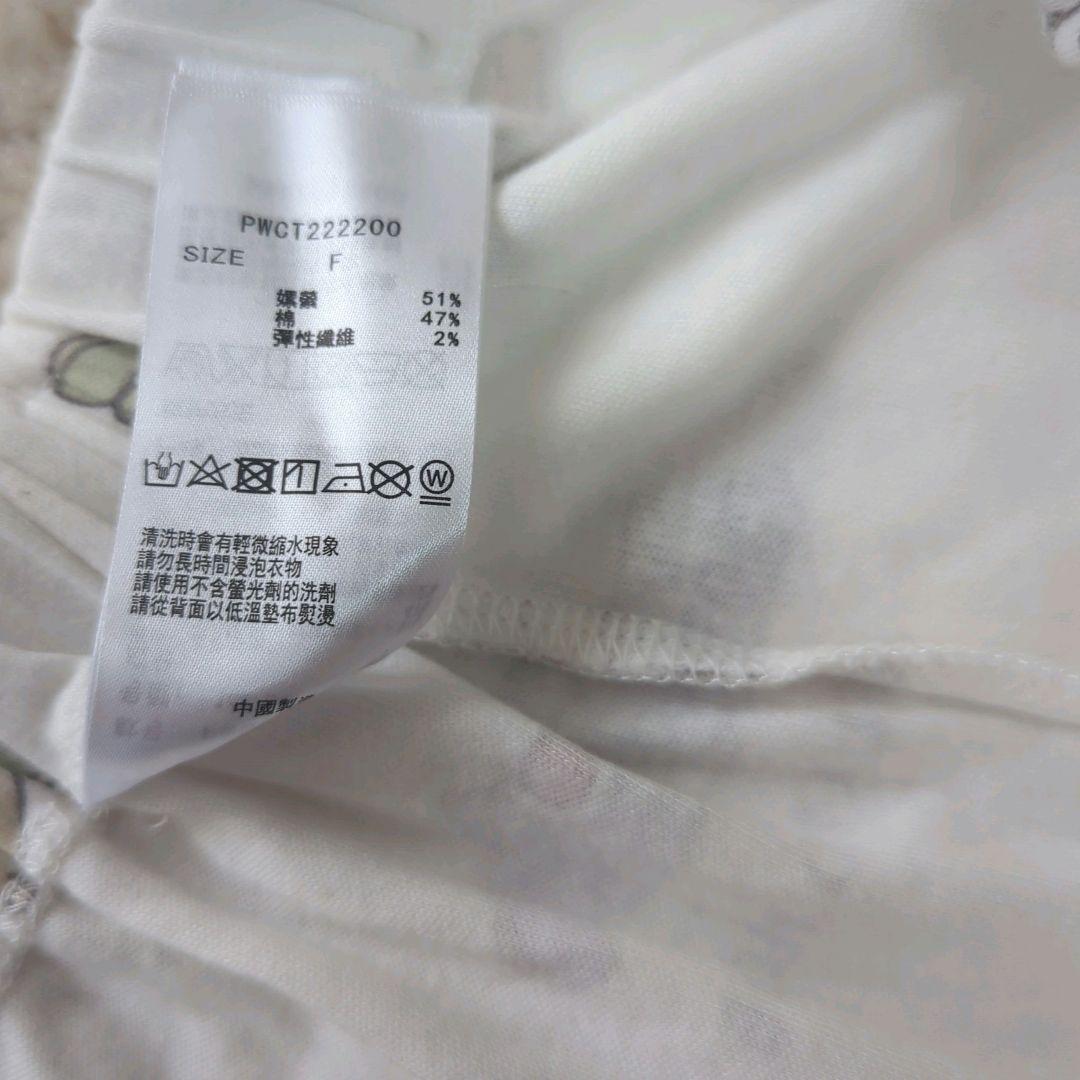 PWCT222200
SIZE F
嫘縈 51%
棉 47%
彈性纖維 2%
W
清洗時會有輕微縮水現象
請勿長時間浸泡衣物
請使用不含螢光劑的洗劑
請從背面以低溫墊布熨燙
中國製